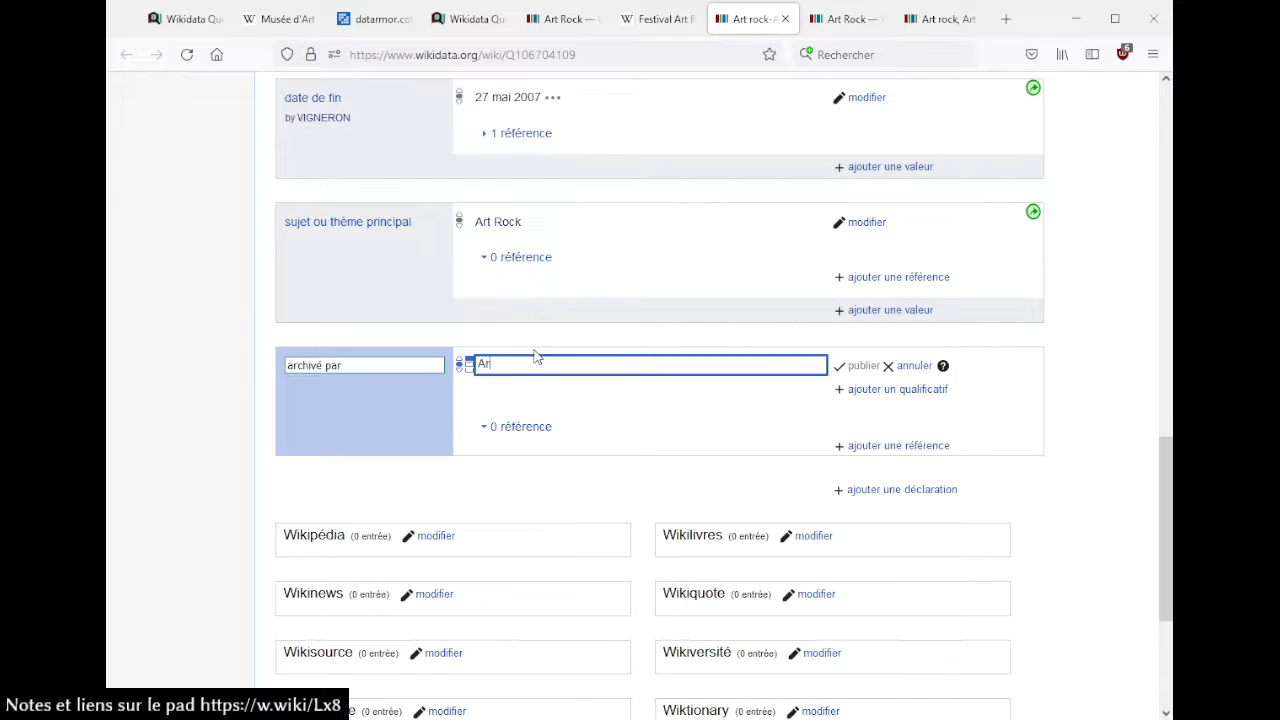 Wikidata Qu
Musée d'Art
datarmor.co
Wikidata Qu
Art Rock —
Festival Art R
Art rock-A
Art Rock —
Art rock, Art
https://www.wikidata.org/wiki/Q106704109
Rechercher
6
date de fin
by VIGNERON
27 mai 2007
modifier
1 référence
+ ajouter une valeur
sujet ou thème principal
Art Rock
modifier
0 référence
+ ajouter une référence
+ ajouter une valeur
archivé par
Ar
publier
annuler
?
+ ajouter un qualificatif
0 référence
+ ajouter une référence
+ ajouter une déclaration
Wikipédia (0 entrée) modifier
Wikilivres (0 entrée) modifier
Wikinews (0 entrée) modifier
Wikiquote (0 entrée) modifier
Wikisource (0 entrée) modifier
Wikiversité (0 entrée) modifier
e (0 entrée) modifier
Wiktionary (0 entrée) modifier
Notes et liens sur le pad https://w.wiki/Lx8